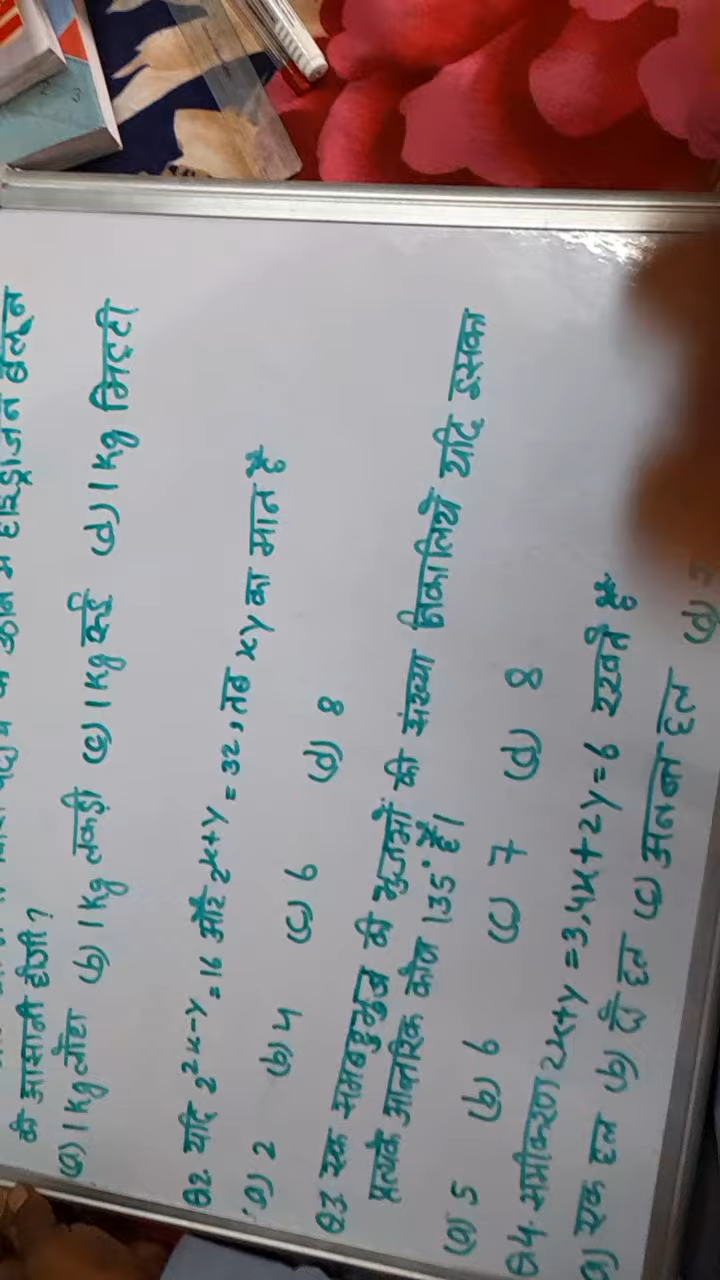 की आसानी होगी?
(a) 1 Kg लोहा (b) 1 Kg लकड़ी (c) 1 Kg रूई (d) 1 Kg मिट्टी
Q2. यदि 2^2x-y = 16 और 2^x+y = 32, तब xy का मान है
(a) 2 (b) 4 (c) 6 (d) 8
Q3. एक समबहुभुज की भुजाओं की संख्या निकालिये यदि इसका
प्रत्येक आन्तरिक कोण 135° है।
(a) 5 (b) 6 (c) 7 (d) 8
Q4. समीकरण 2x+y=3, 4x+2y=6 रखते हैं
a) एक हल (b) दो हल (c) अनन्त हल (d)